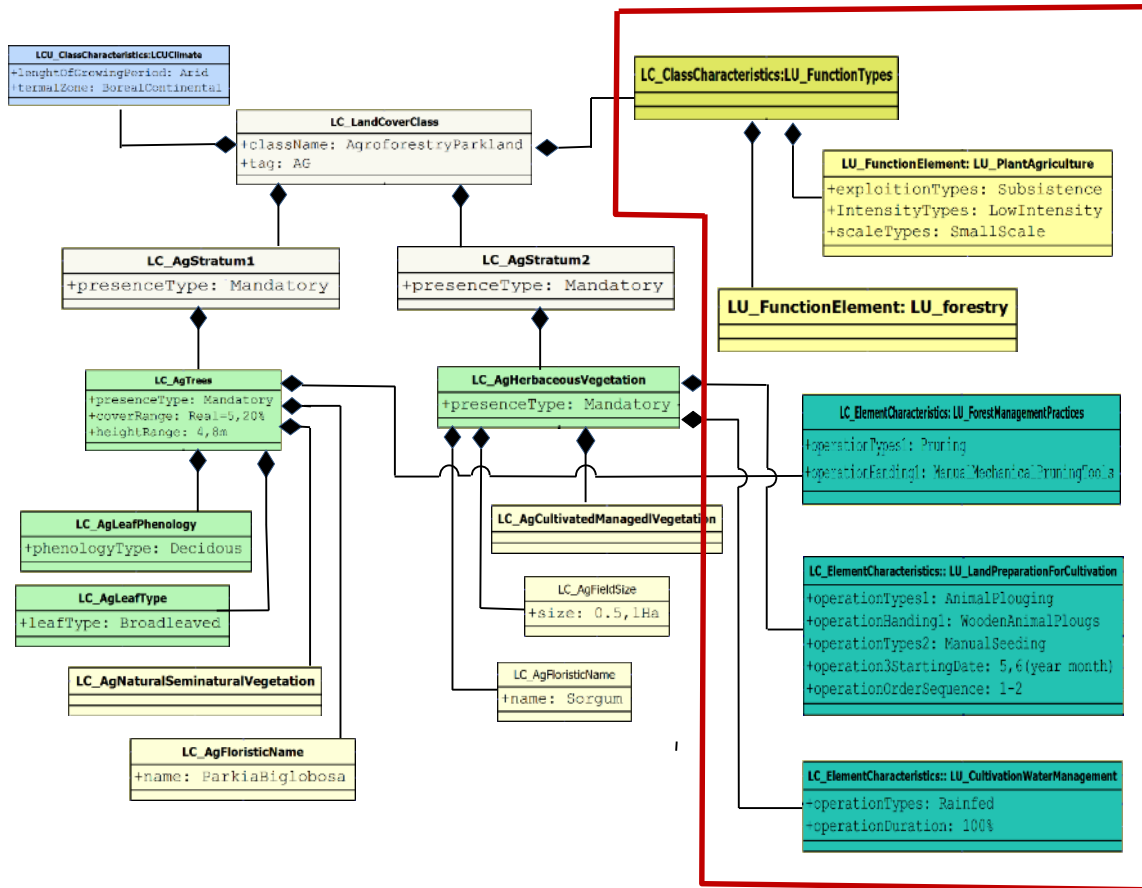 LCU_ClassCharacteristics:LCUClimate
+lenghtOfGrowingPeriod: Arid
+termalZone: BorealContinental
LC_LandCoverClass
+className: AgroforestryParkland
+tag: AG
LC_ClassCharacteristics:LU_FunctionTypes
LU_FunctionElement: LU_PlantAgriculture
+exploitionTypes: Subsistence
+IntensityTypes: LowIntensity
+scaleTypes: SmallScale
LU_FunctionElement: LU_forestry
LC_AgStratum1
+presenceType: Mandatory
LC_AgStratum2
+presenceType: Mandatory
LC_AgTrees
+presenceType: Mandatory
+coverRange: Real=5,20%
+heightRange: 4,8m
LC_AgHerbaceousVegetation
+presenceType: Mandatory
LC_ElementCharacteristics: LU_ForestManagementPractices
+operationTypes1: Pruning
+operationHanding1: ManualMechanicalPruningTools
LC_AgLeafPhenology
+phenologyType: Decidous
LC_AgCultivatedManagedlVegetation
LC_AgLeafType
+leafType: Broadleaved
LC_AgFieldSize
+size: 0.5,1Ha
LC_ElementCharacteristics:: LU_LandPreparationForCultivation
+operationTypes1: AnimalPlouging
+operationHanding1: WoodenAnimalPlougs
+operationTypes2: ManualSeeding
+operation3StartingDate: 5,6(year month)
+operationOrderSequence: 1-2
LC_AgNaturalSeminaturalVegetation
LC_AgFloristicName
+name: Sorgum
LC_AgFloristicName
+name: ParkiaBiglobosa
LC_ElementCharacteristics:: LU_CultivationWaterManagement
+operationTypes: Rainfed
+operationDuration: 100%